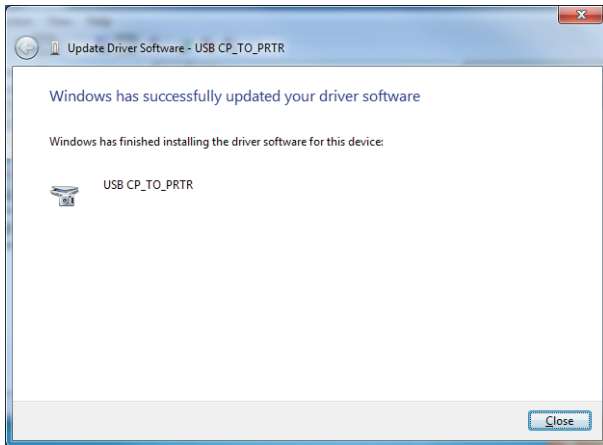 Update Driver Software - USB CP_TO_PRTR
Windows has successfully updated your driver software
Windows has finished installing the driver software for this device:
USB CP_TO_PRTR
Close